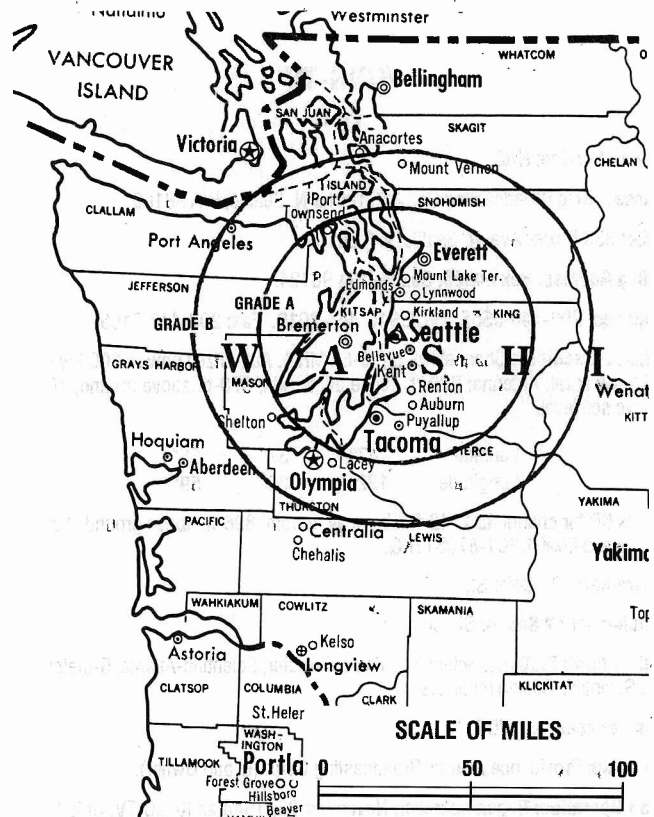 Westminster
WHATCOM
VANCOUVER
ISLAND
Bellingham
SAN JUAN
SKAGIT
Victoria
Anacortes
CHELAN
Mount Vernon
ISLAND
SNOHOMISH
Port
Townsend
CLALLAM
Port Angeles
Everett
Mount Lake Ter.
JEFFERSON
Edmonds
Lynnwood
GRADE A
KITSAP
Kirkland
KING
GRADE B
Bremerton
Seattle
W A S H I
Bellevue
GRAYS HARBOR
Kent
MASON
Renton
Wenat
Auburn
KITT
Shelton
Puyallup
Hoquiam
Tacoma
PIERCE
Aberdeen
Lacey
Olympia
YAKIMA
THURSTON
PACIFIC
Centralia
LEWIS
Chehalis
Yakima
WAHKIAKUM
COWLITZ
SKAMANIA
Top
Kelso
Astoria
Longview
CLATSOP
COLUMBIA
CLARK
KLICKITAT
St.Heler
SCALE OF MILES
WASH-
INGTON
TILLAMOOK
Portla
0 50 100
Forest Grove
Hillsboro
Beaver